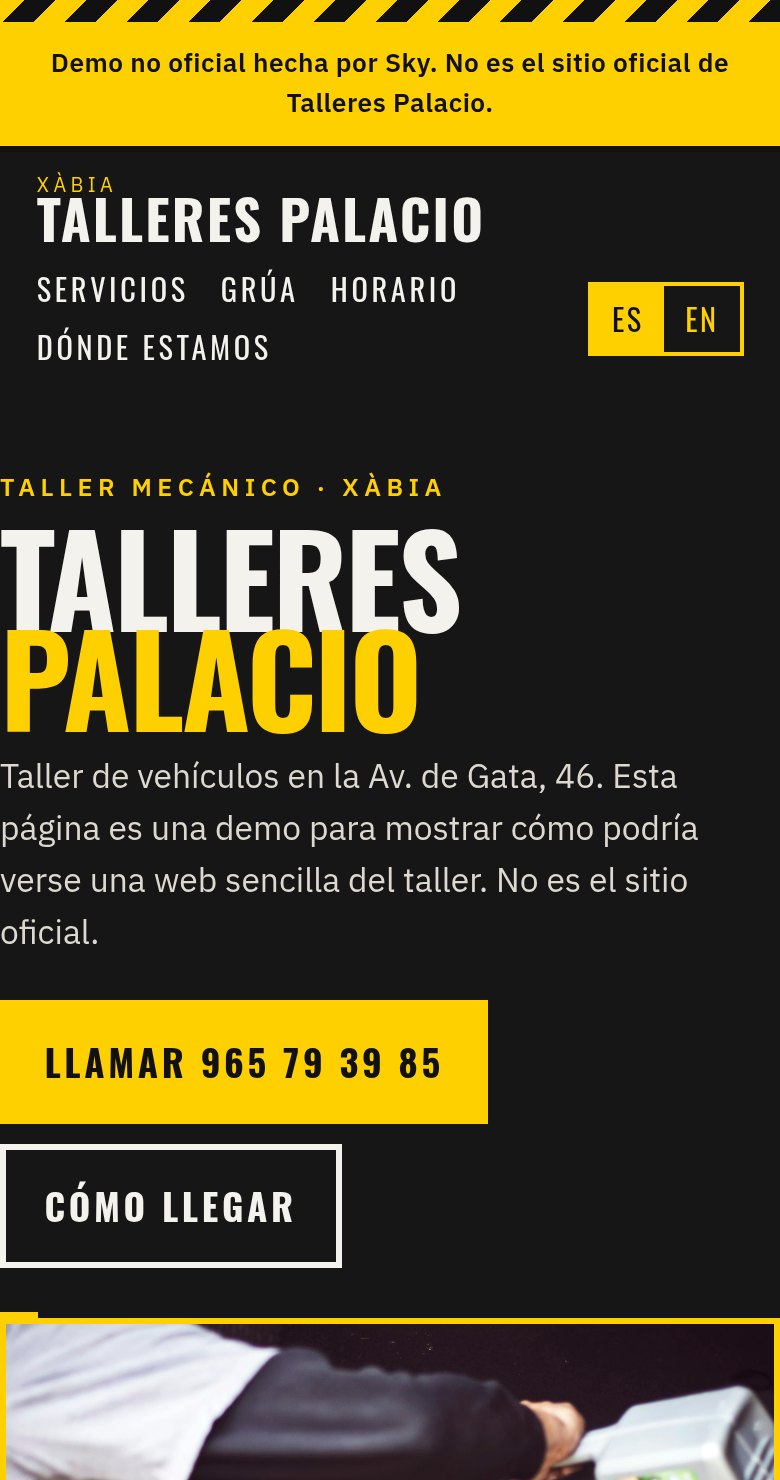 Demo no oficial hecha por Sky. No es el sitio oficial de
Talleres Palacio.
XÀBIA
TALLERES PALACIO
SERVICIOS GRÚA HORARIO
DÓNDE ESTAMOS
ES EN
TALLER MECÁNICO · XÀBIA
TALLERES
PALACIO
Taller de vehículos en la Av. de Gata, 46. Esta
página es una demo para mostrar cómo podría
verse una web sencilla del taller. No es el sitio
oficial.
LLAMAR 965 79 39 85
CÓMO LLEGAR